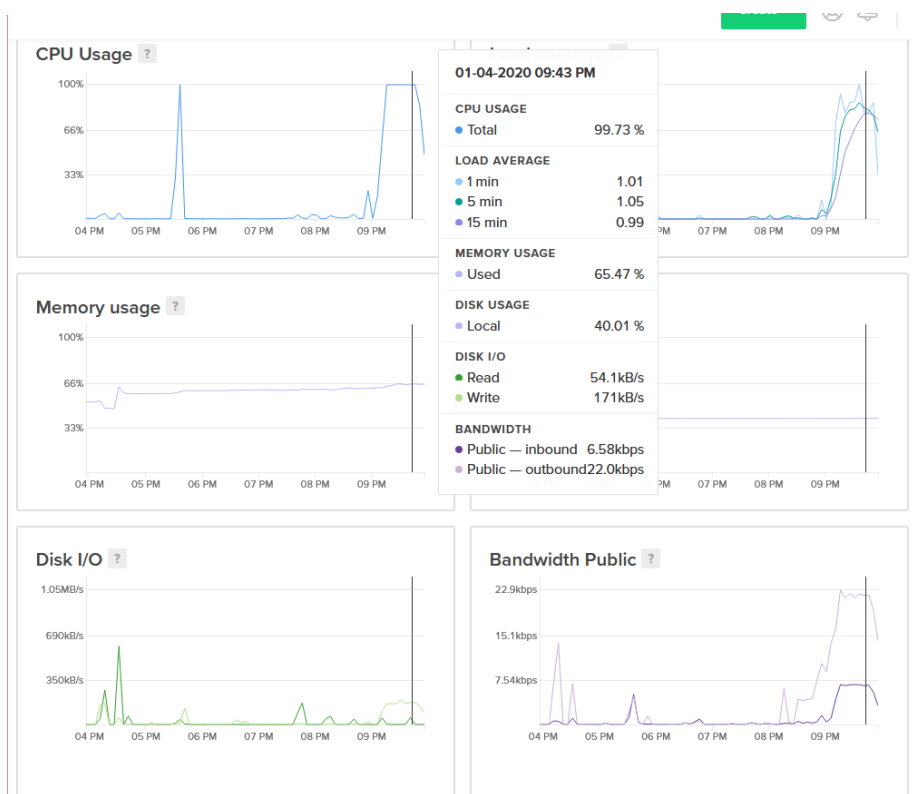 CPU Usage ?
100%
66%
33%
04 PM 05 PM 06 PM 07 PM 08 PM 09 PM
01-04-2020 09:43 PM
CPU USAGE
Total 99.73 %
LOAD AVERAGE
1 min 1.01
5 min 1.05
15 min 0.99
MEMORY USAGE
Used 65.47 %
DISK USAGE
Local 40.01 %
DISK I/O
Read 54.1kB/s
Write 171kB/s
BANDWIDTH
Public — inbound 6.58kbps
Public — outbound 22.0kbps
PM 07 PM 08 PM 09 PM
Memory usage ?
100%
66%
33%
04 PM 05 PM 06 PM 07 PM 08 PM 09 PM
PM 07 PM 08 PM 09 PM
Disk I/O ?
1.05MB/s
690kB/s
350kB/s
04 PM 05 PM 06 PM 07 PM 08 PM 09 PM
Bandwidth Public ?
22.9kbps
15.1kbps
7.54kbps
04 PM 05 PM 06 PM 07 PM 08 PM 09 PM